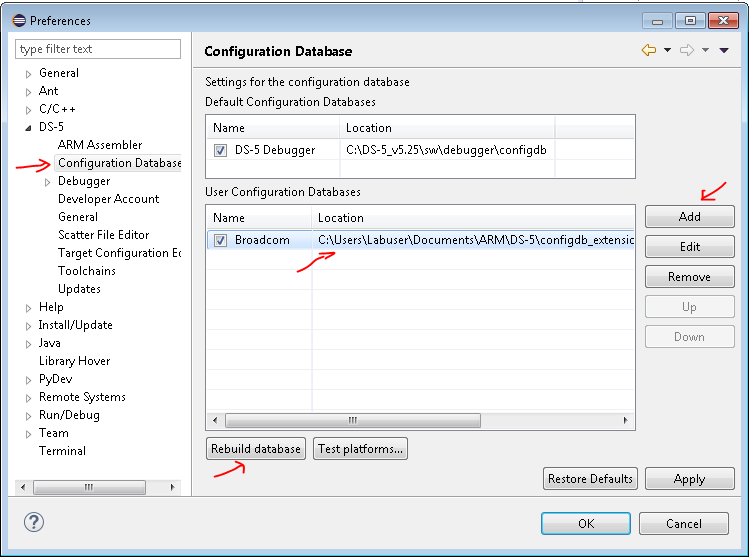 Preferences
type filter text
General
Ant
C/C++
DS-5
ARM Assembler
Configuration Database
Debugger
Developer Account
General
Scatter File Editor
Target Configuration Ec
Toolchains
Updates
Help
Install/Update
Java
Library Hover
PyDev
Remote Systems
Run/Debug
Team
Terminal
Configuration Database
Settings for the configuration database
Default Configuration Databases
Name Location
DS-5 Debugger C:\DS-5_v5.25\sw\debugger\configdb
User Configuration Databases
Name Location
Broadcom C:\Users\Labuser\Documents\ARM\DS-5\configdb_extensic
Add
Edit
Remove
Up
Down
Rebuild database Test platforms...
Restore Defaults Apply
? OK Cancel